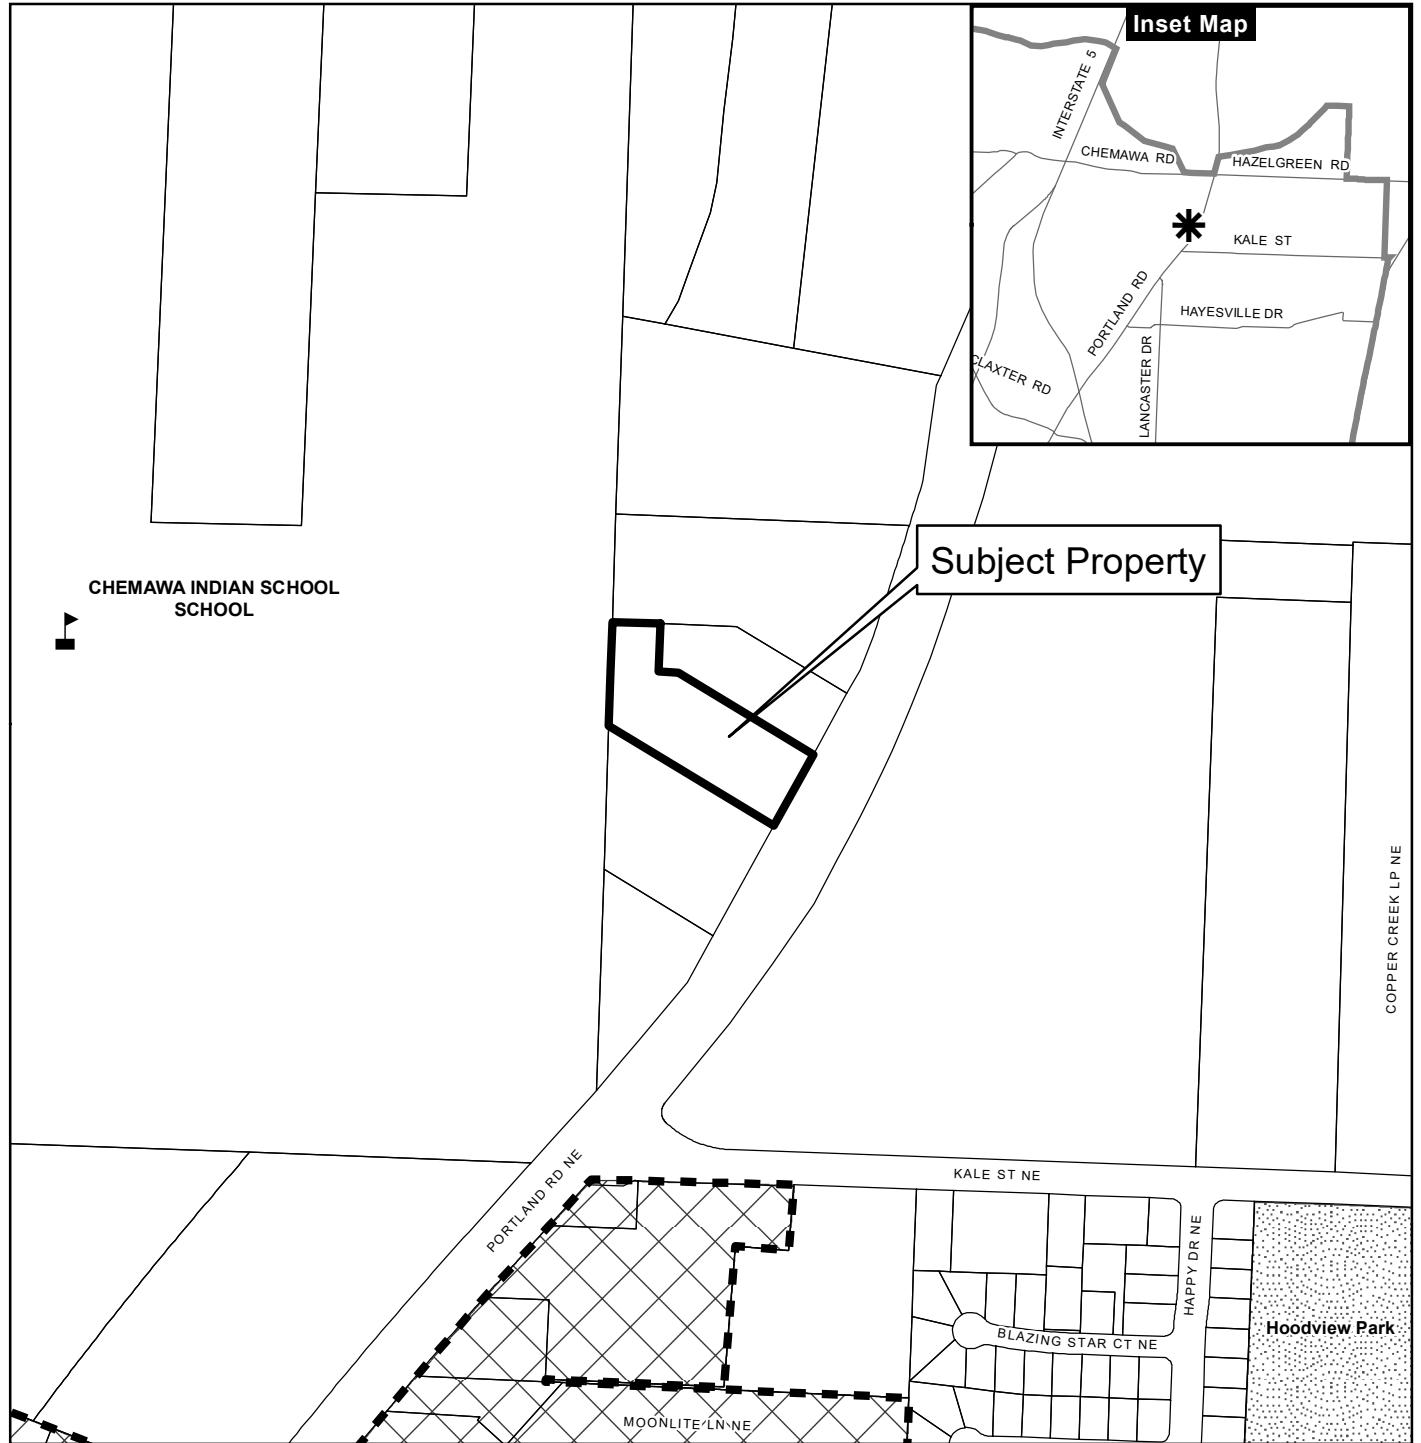 Inset Map
INTERSTATE 5
CHEMAWA RD
HAZELGREEN RD
KALE ST
PORTLAND RD
HAYESVILLE DR
LANCASTER DR
CLAXTER RD
Subject Property
CHEMAWA INDIAN SCHOOL
SCHOOL
COPPER CREEK LP NE
PORTLAND RD NE
KALE ST NE
HAPPY DR NE
BLAZING STAR CT NE
Hoodview Park
MOONLITE LN NE